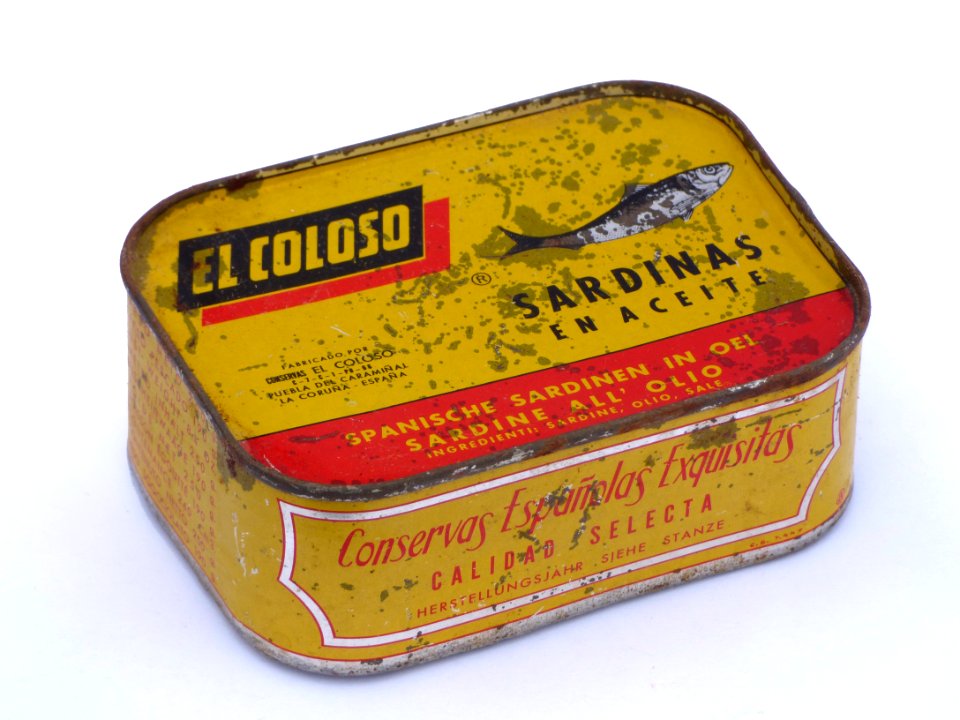 EL COLOSO
®
SARDINAS
EN ACEITE
FABRICADO POR
CONSERVAS EL COLOSO
PUEBLA DEL CARAMIÑAL
LA CORUÑA - ESPAÑA
SPANISCHE SARDINEN IN OEL
SARDINE ALL' OLIO
INGREDIENTI: SARDINE, OLIO, SALE
Conservas Españolas Exquisitas
CALIDAD SELECTA
HERSTELLUNGSJAHR SIEHE STANZE